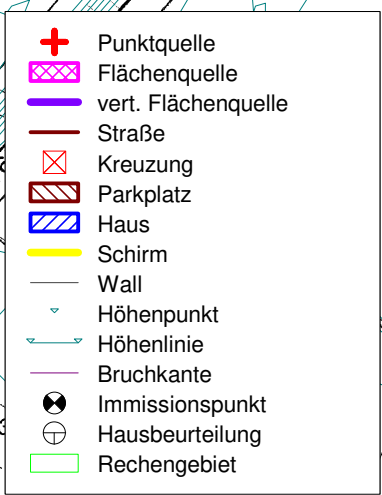 Punktquelle
Flächenquelle
vert. Flächenquelle
Straße
Kreuzung
Parkplatz
Haus
Schirm
Wall
Höhenpunkt
Höhenlinie
Bruchkante
Immissionspunkt
Hausbeurteilung
Rechengebiet